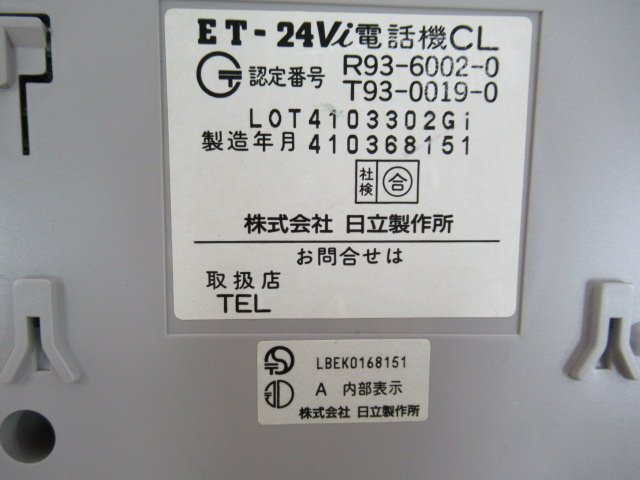 ET-24Vi電話機CL
認定番号 R93-6002-0
T93-0019-0
LOT4103302Gi
製造年月 410368151
社検 合
株式会社 日立製作所
お問合せは
取扱店
TEL
LBEK0168151
A 内部表示
株式会社 日立製作所